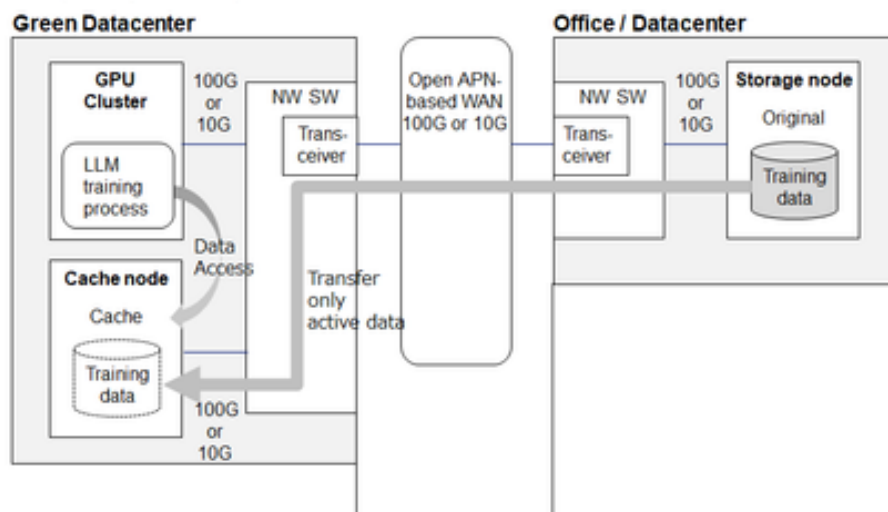 Green Datacenter
Office / Datacenter
GPU
Cluster
100G
or
10G
NW SW
Trans-
ceiver
LLM
training
process
Data
Access
Cache node
Cache
Training
data
100G
or
10G
Transfer
only
active data
Open APN-
based WAN
100G or 10G
NW SW
Trans-
ceiver
100G
or
10G
Storage node
Original
Training
data